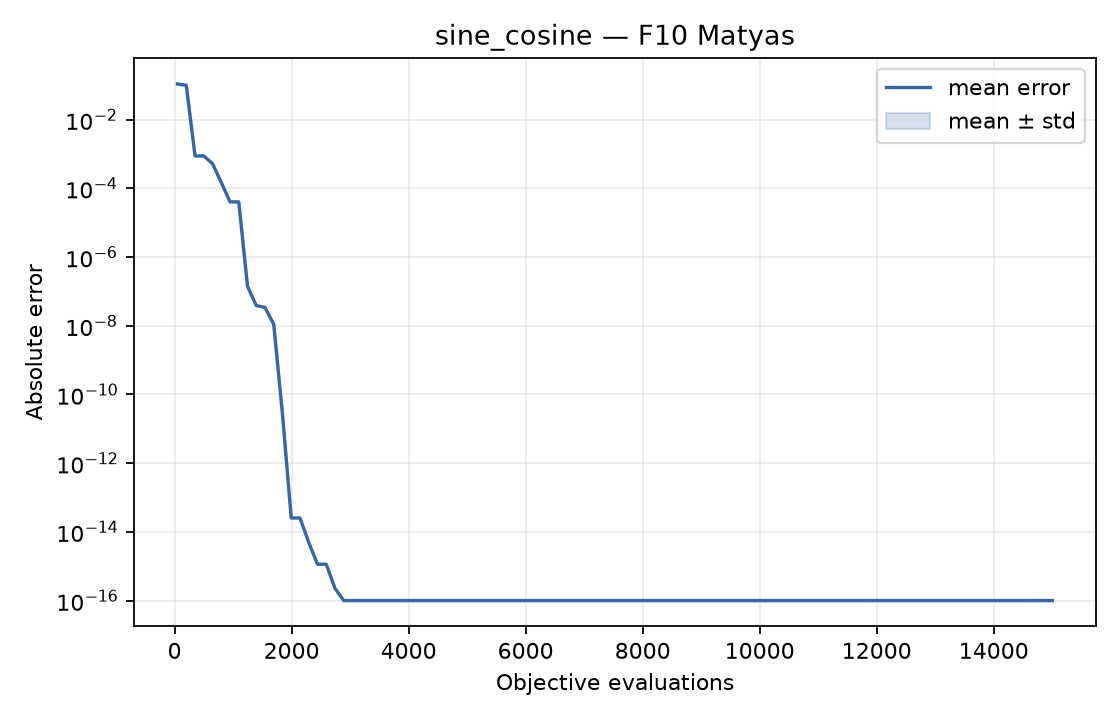 sine_cosine — F10 Matyas
mean error
mean ± std
Absolute error
10⁻²
10⁻⁴
10⁻⁶
10⁻⁸
10⁻¹⁰
10⁻¹²
10⁻¹⁴
10⁻¹⁶
0 2000 4000 6000 8000 10000 12000 14000
Objective evaluations